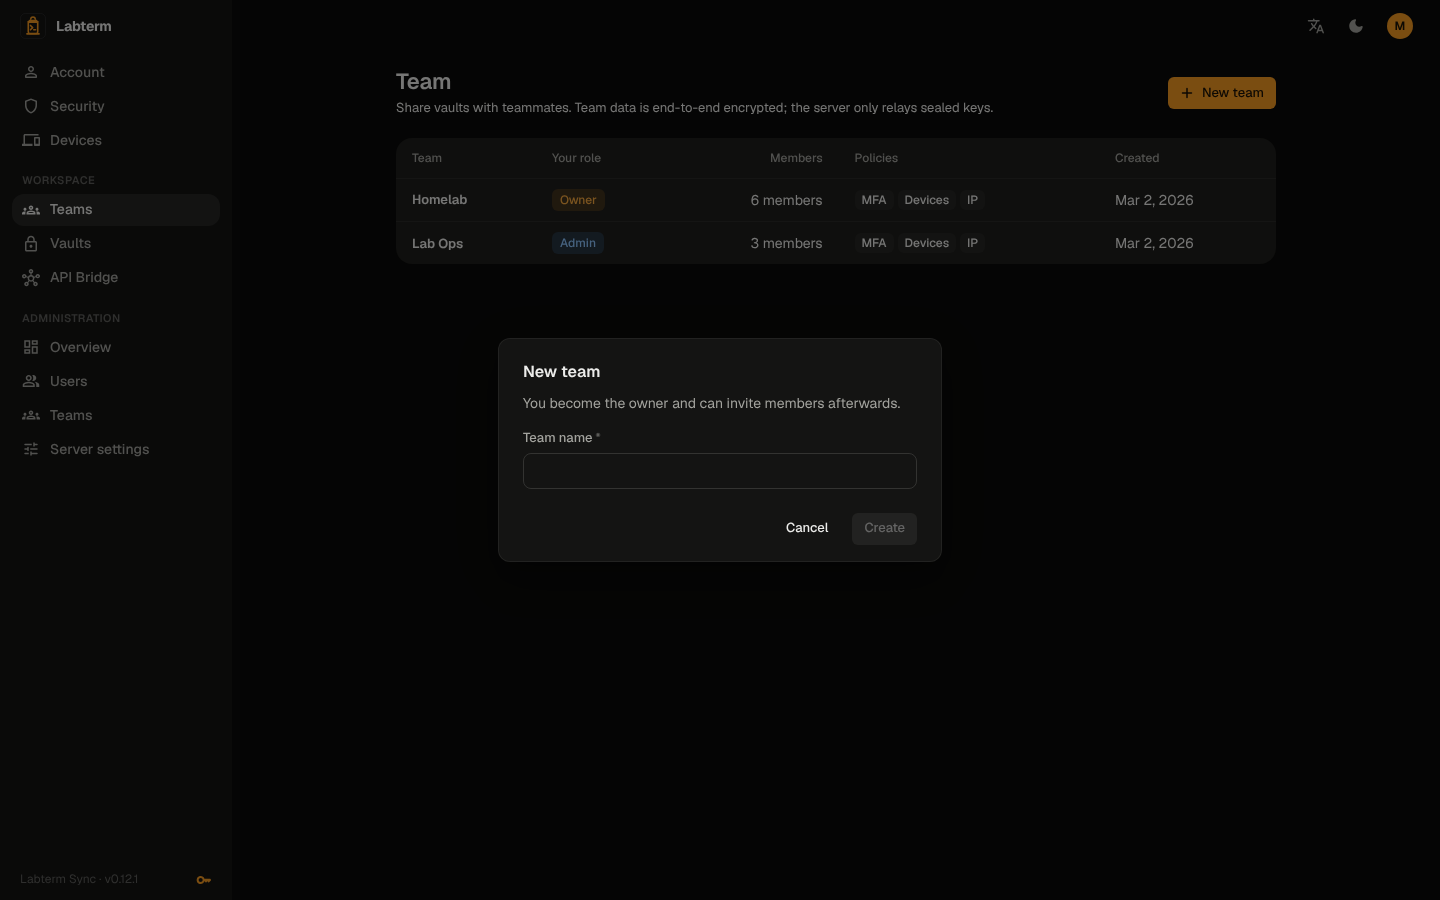 Labterm
M
Account
Security
Devices
WORKSPACE
Teams
Vaults
API Bridge
ADMINISTRATION
Overview
Users
Teams
Server settings
Labterm Sync · v0.12.1
Team
Share vaults with teammates. Team data is end-to-end encrypted; the server only relays sealed keys.
+ New team
Team Your role Members Policies Created
Homelab Owner 6 members MFA Devices IP Mar 2, 2026
Lab Ops Admin 3 members MFA Devices IP Mar 2, 2026
New team
You become the owner and can invite members afterwards.
Team name *
Cancel Create